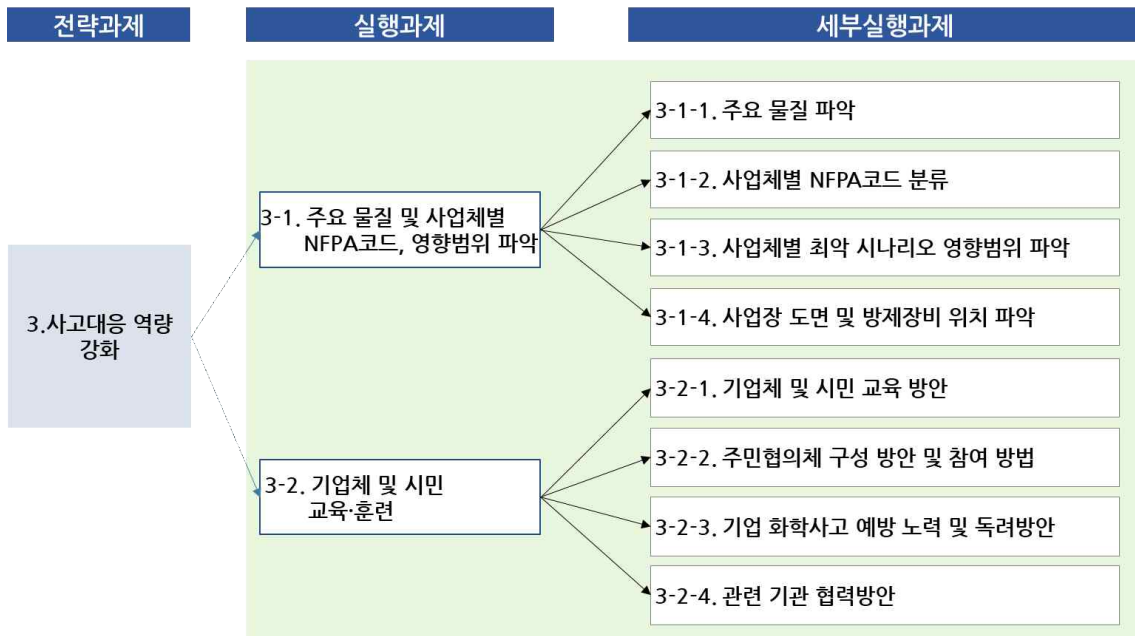 전략과제
실행과제
세부실행과제
3.사고대응 역량
강화
3-1. 주요 물질 및 사업체별
NFPA코드, 영향범위 파악
3-1-1. 주요 물질 파악
3-1-2. 사업체별 NFPA코드 분류
3-1-3. 사업체별 최악 시나리오 영향범위 파악
3-1-4. 사업장 도면 및 방제장비 위치 파악
3-2. 기업체 및 시민
교육·훈련
3-2-1. 기업체 및 시민 교육 방안
3-2-2. 주민협의체 구성 방안 및 참여 방법
3-2-3. 기업 화학사고 예방 노력 및 독려방안
3-2-4. 관련 기관 협력방안